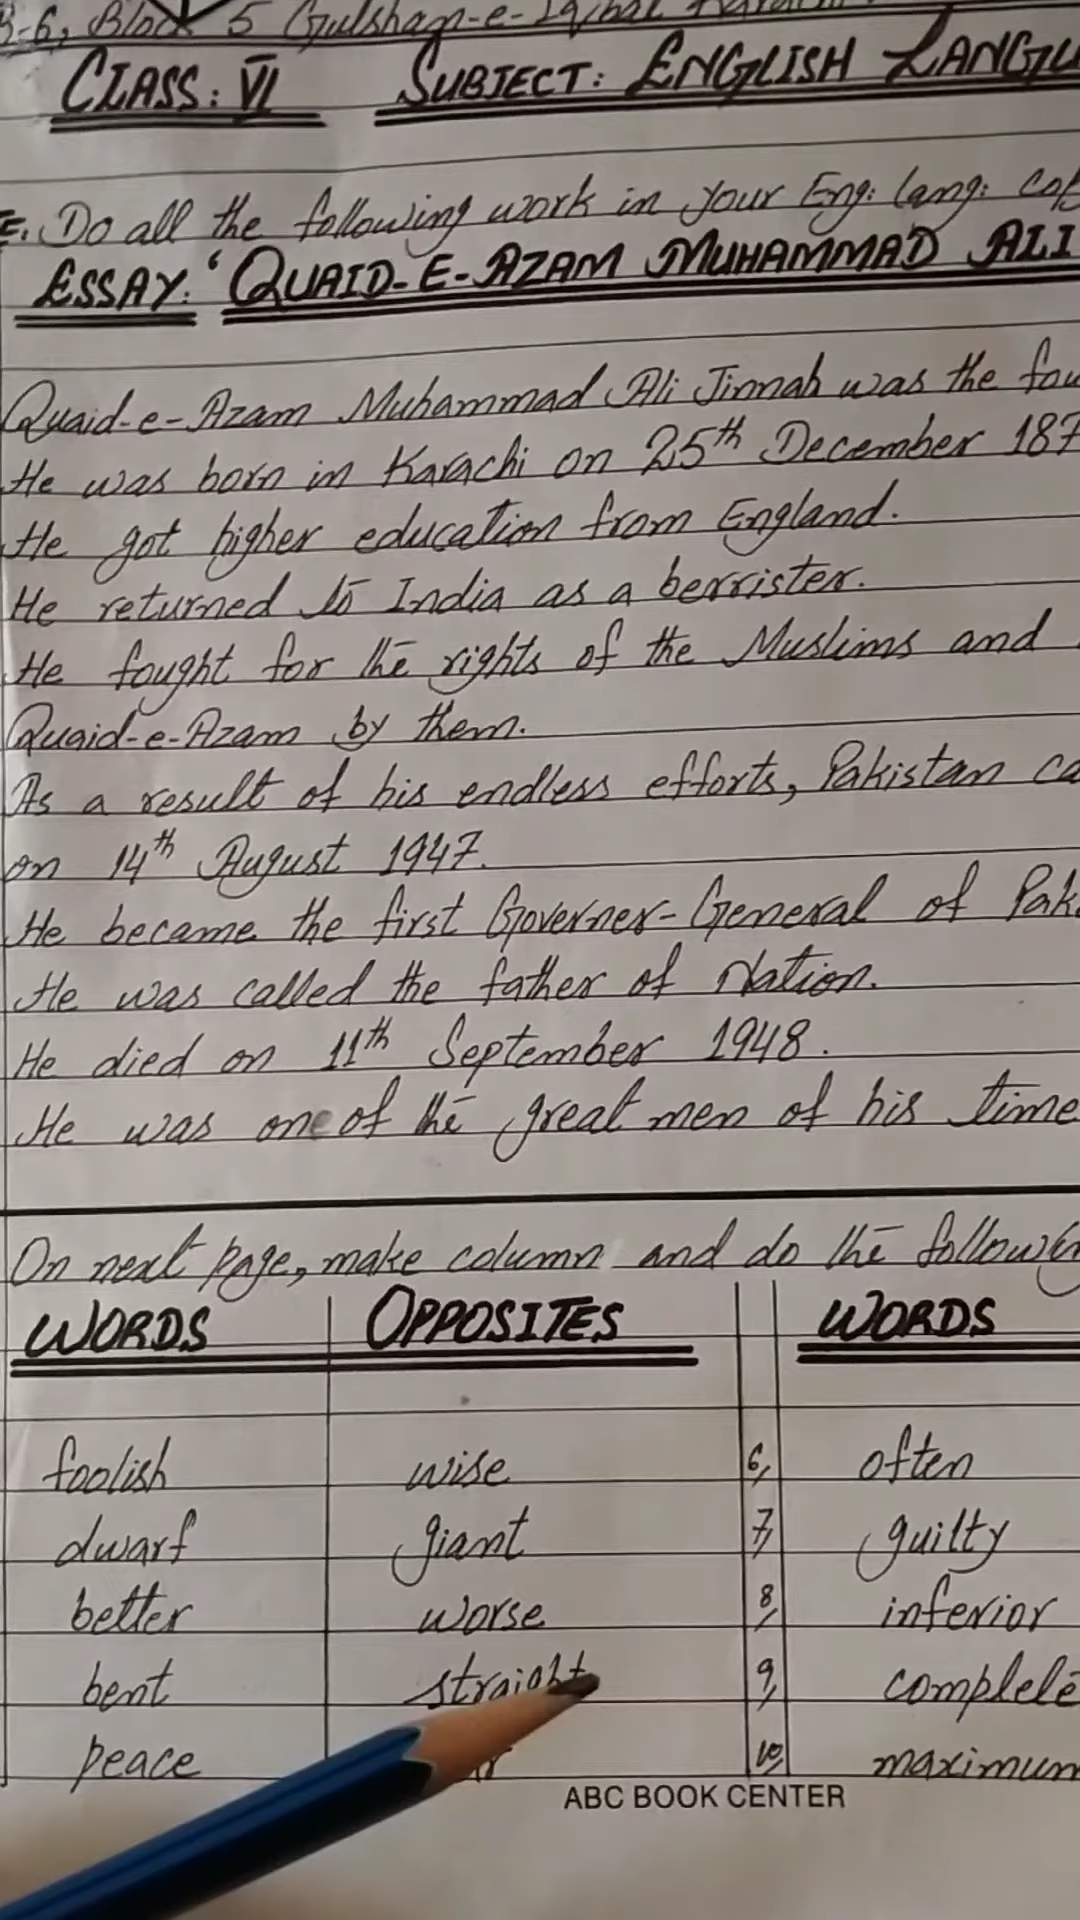 Block 5 Gulshan-e-Iqbal
CLASS: VI SUBJECT: ENGLISH LANGU
E. Do all the following work in your Eng: lang: cop
ESSAY: 'QUAID-E-AZAM MUHAMMAD ALI
Quaid-e-Azam Muhammad Ali Jinnah was the fou
He was born in Karachi on 25th December 187
He got higher education from England.
He returned to India as a berrister.
He fought for the rights of the Muslims and
Quaid-e-Azam by them.
As a result of his endless efforts, Pakistan ca
on 14th August 1947.
He became the first Governer-General of Pak
He was called the father of Nation.
He died on 11th September 1948.
He was one of the great men of his time
On next page, make column and do the following
WORDS OPPOSITES WORDS
foolish wise 6, often
dwarf giant 7, guilty
better worse 8, inferior
bent straight 9, complete
peace 10, maximum
ABC BOOK CENTER